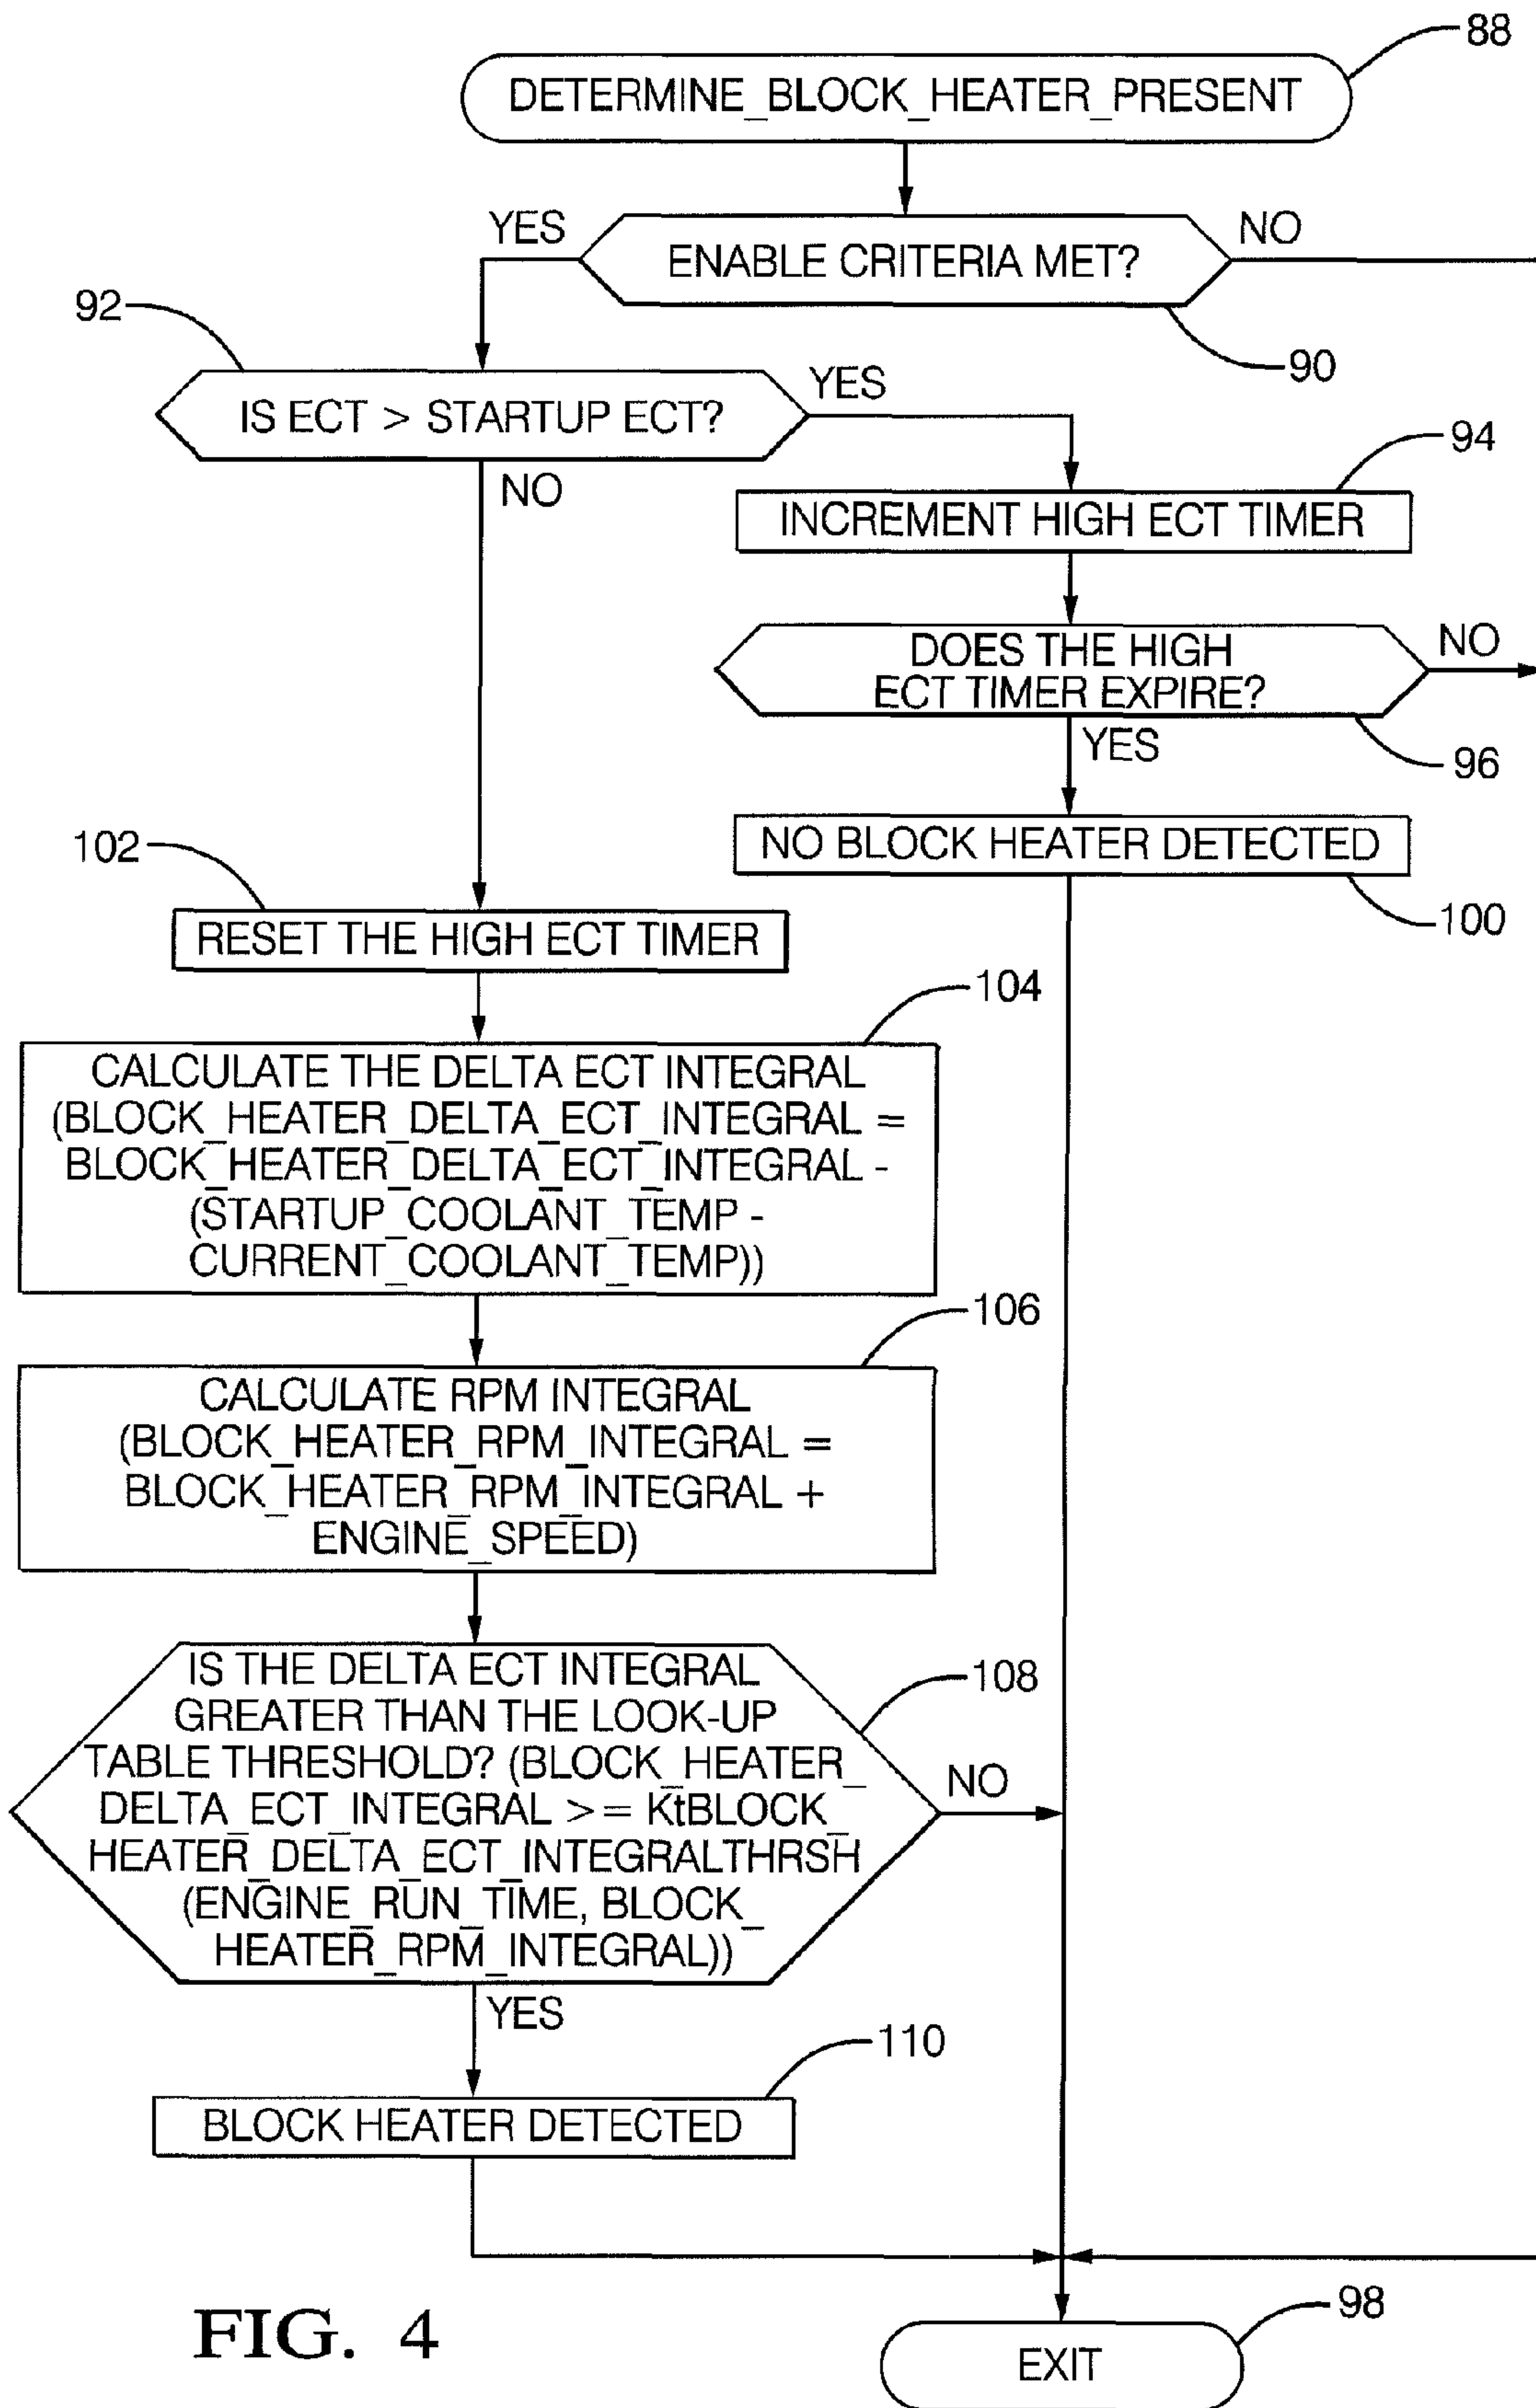 88
DETERMINE_BLOCK_HEATER_PRESENT
YES
NO
ENABLE CRITERIA MET?
90
92
YES
IS ECT > STARTUP ECT?
NO
94
INCREMENT HIGH ECT TIMER
DOES THE HIGH
ECT TIMER EXPIRE?
NO
YES
96
NO BLOCK HEATER DETECTED
100
102
RESET THE HIGH ECT TIMER
104
CALCULATE THE DELTA ECT INTEGRAL
(BLOCK_HEATER_DELTA_ECT_INTEGRAL =
BLOCK_HEATER_DELTA_ECT_INTEGRAL -
(STARTUP_COOLANT_TEMP -
CURRENT_COOLANT_TEMP))
106
CALCULATE RPM INTEGRAL
(BLOCK_HEATER_RPM_INTEGRAL =
BLOCK_HEATER_RPM_INTEGRAL +
ENGINE_SPEED)
IS THE DELTA ECT INTEGRAL
GREATER THAN THE LOOK-UP
TABLE THRESHOLD? (BLOCK_HEATER_
DELTA_ECT_INTEGRAL >= KtBLOCK_
HEATER_DELTA_ECT_INTEGRALTHRSH
(ENGINE_RUN_TIME, BLOCK_
HEATER_RPM_INTEGRAL))
108
NO
YES
110
BLOCK HEATER DETECTED
98
EXIT
FIG. 4